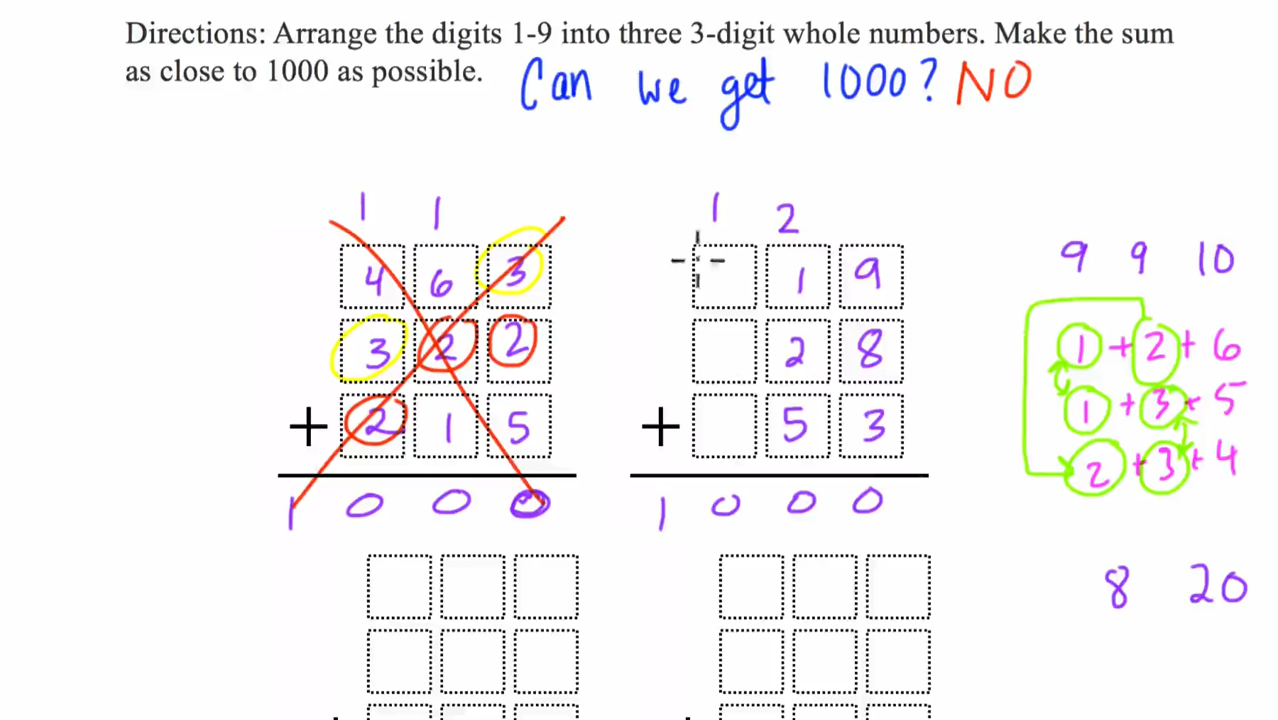 Directions: Arrange the digits 1-9 into three 3-digit whole numbers. Make the sum
as close to 1000 as possible. Can we get 1000? NO
1 1
4 6 3
3 2 2
+ 2 1 5
1 0 0 0
1 2
1 9
2 8
+ 5 3
1 0 0 0
9 9 10
1 + 2 + 6
1 + 3 + 5
2 + 3 + 4
8 20